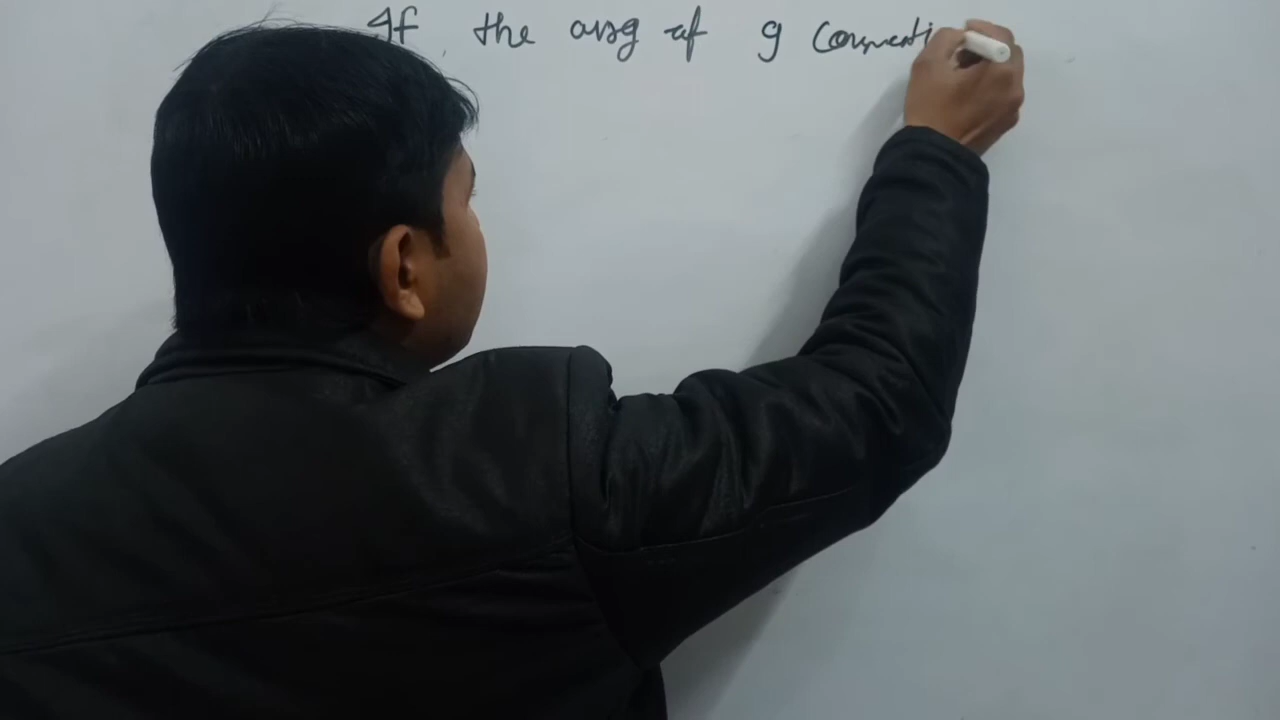 If the avg of 9 Consecuti